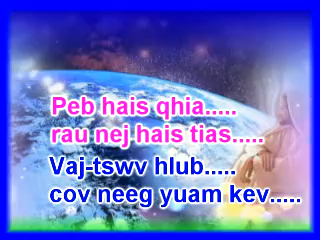 Peb hais qhia.....
rau nej hais tias.....
Vaj-tswv hlub.....
cov neeg yuam kev.....